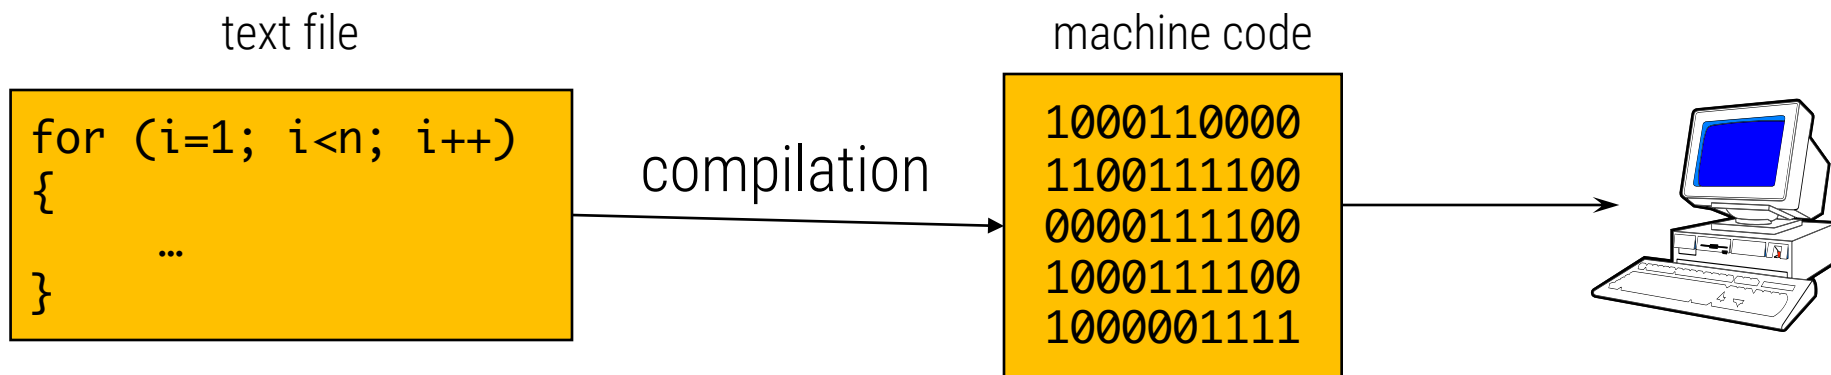 text file
for (i=1; i<n; i++)
{
…
}
compilation
machine code
1000110000
1100111100
0000111100
1000111100
1000001111